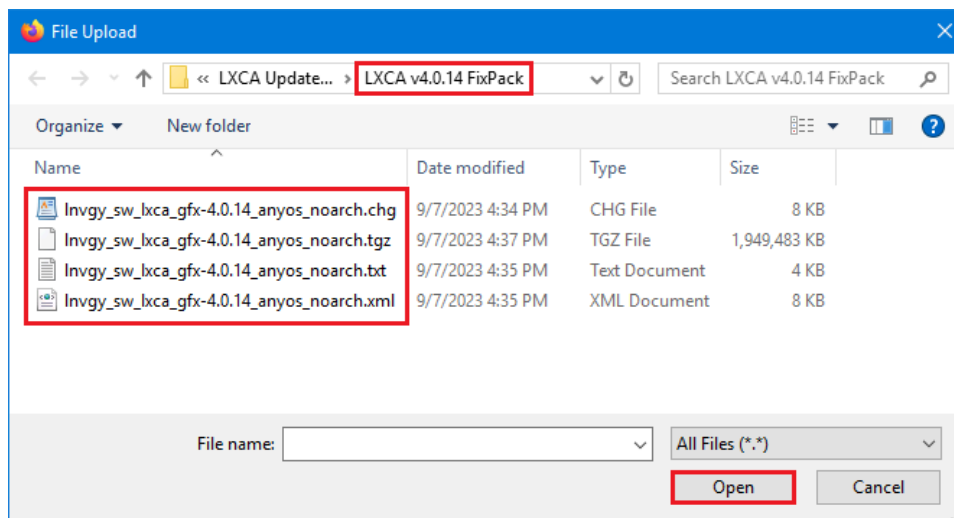 File Upload
« LXCA Update... › LXCA v4.0.14 FixPack
Search LXCA v4.0.14 FixPack
Organize
New folder
Name Date modified Type Size
lnvgy_sw_lxca_gfx-4.0.14_anyos_noarch.chg 9/7/2023 4:34 PM CHG File 8 KB
lnvgy_sw_lxca_gfx-4.0.14_anyos_noarch.tgz 9/7/2023 4:37 PM TGZ File 1,949,483 KB
lnvgy_sw_lxca_gfx-4.0.14_anyos_noarch.txt 9/7/2023 4:35 PM Text Document 4 KB
lnvgy_sw_lxca_gfx-4.0.14_anyos_noarch.xml 9/7/2023 4:35 PM XML Document 8 KB
File name:
All Files (*.*)
Open
Cancel